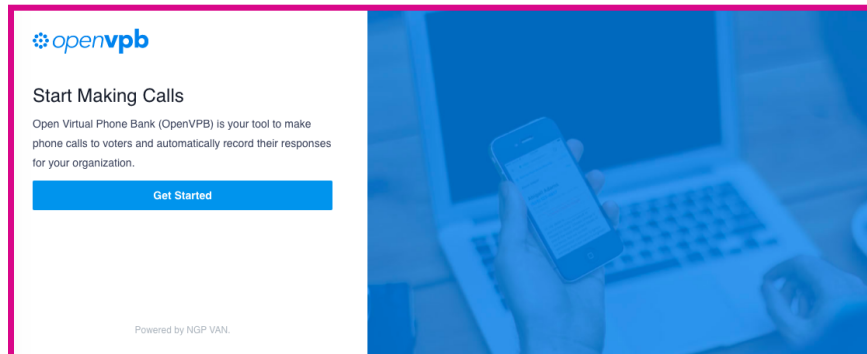 openvpb
Start Making Calls
Open Virtual Phone Bank (OpenVPB) is your tool to make
phone calls to voters and automatically record their responses
for your organization.
Get Started
Powered by NGP VAN.